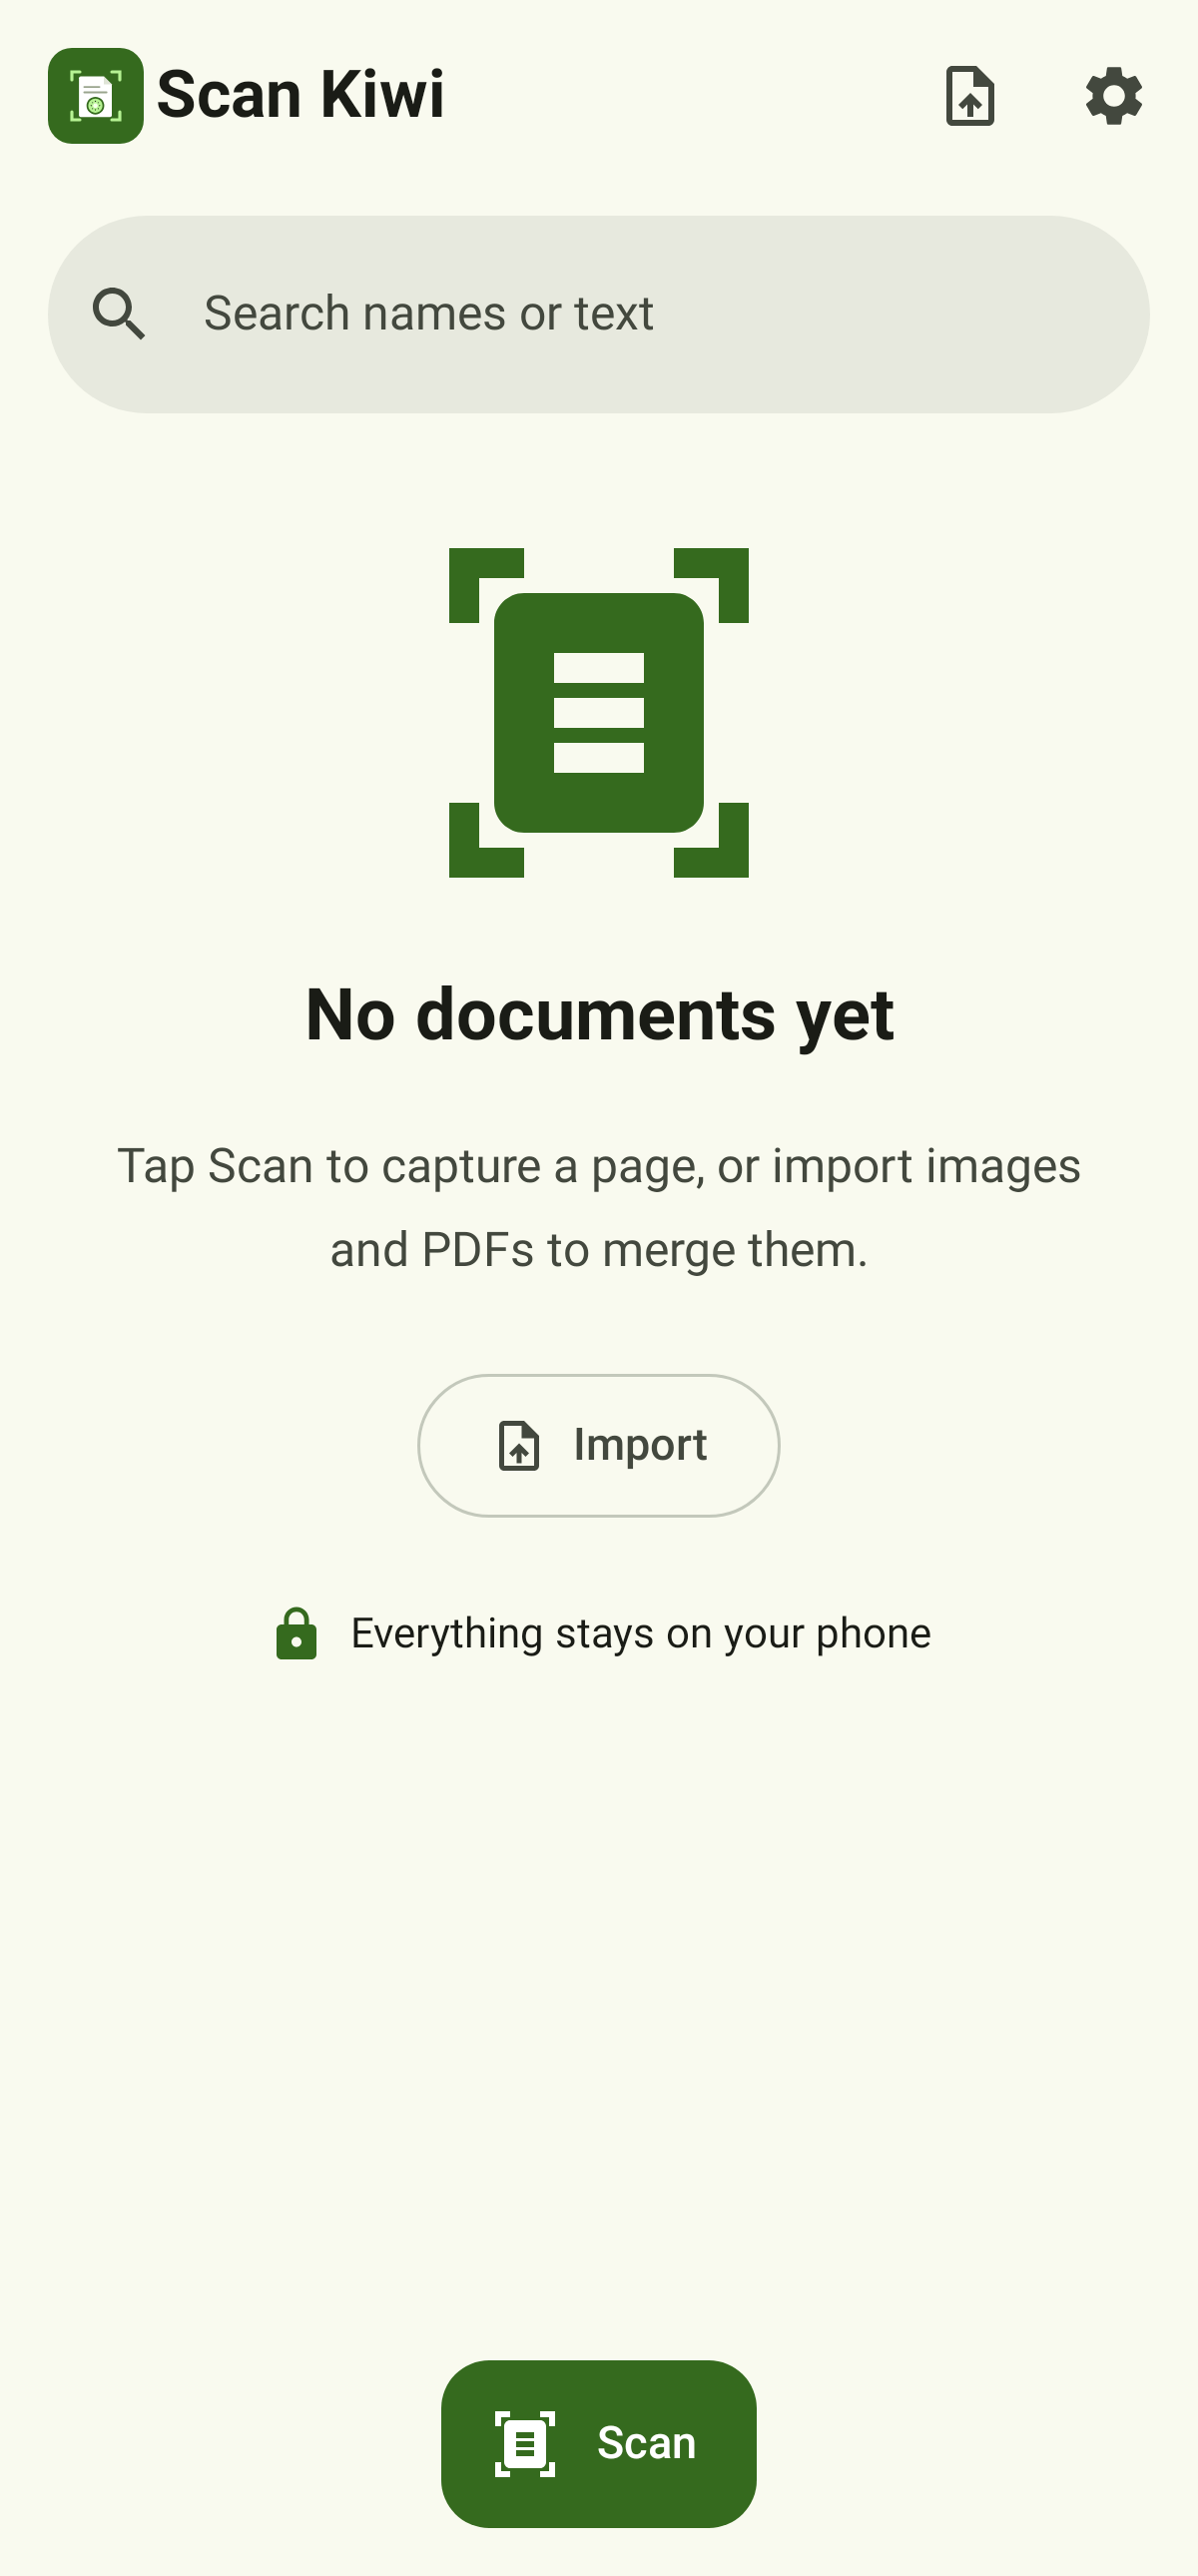 Scan Kiwi
Search names or text
No documents yet
Tap Scan to capture a page, or import images
and PDFs to merge them.
Import
Everything stays on your phone
Scan